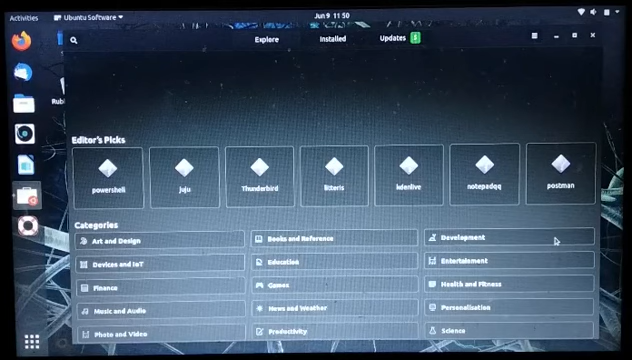 Activities Ubuntu Software Jun 9 11:50
Explore Installed Updates
Rub
Editor's Picks
powershell juju Thunderbird kdenlive notepadqq postman
Categories
Art and Design Books and Reference Development
Devices and IoT Education Entertainment
Finance Games Health and Fitness
Music and Audio News and Weather Personalisation
Photo and Video Productivity Science